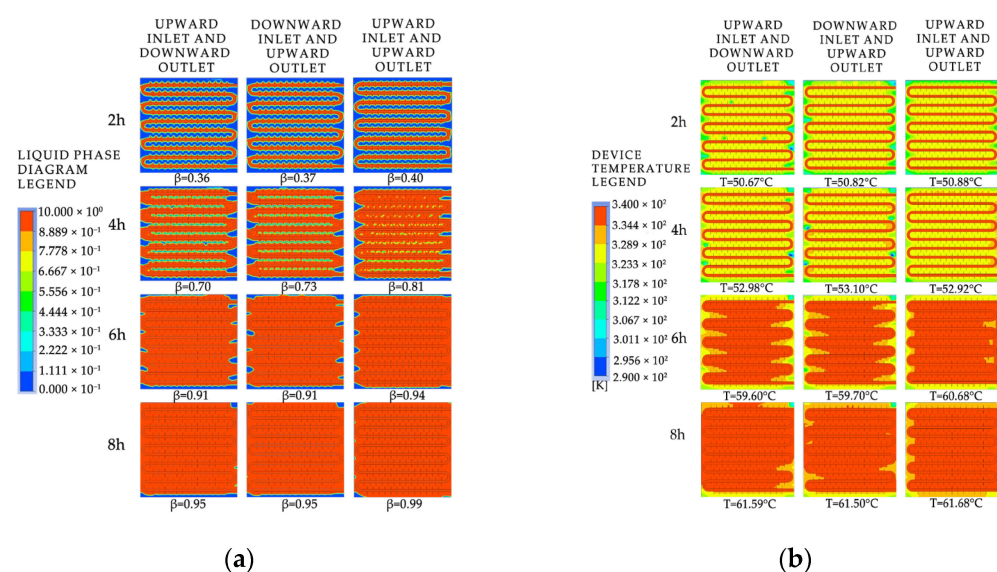 UPWARD
INLET AND
DOWNWARD
OUTLET
DOWNWARD
INLET AND
UPWARD
OUTLET
UPWARD
INLET AND
UPWARD
OUTLET
2h
β=0.36
β=0.37
β=0.40
LIQUID PHASE
DIAGRAM
LEGEND
10.000 × 10⁰
8.889 × 10⁻¹
7.778 × 10⁻¹
6.667 × 10⁻¹
5.556 × 10⁻¹
4.444 × 10⁻¹
3.333 × 10⁻¹
2.222 × 10⁻¹
1.111 × 10⁻¹
0.000 × 10⁻¹
4h
β=0.70
β=0.73
β=0.81
6h
β=0.91
β=0.91
β=0.94
8h
β=0.95
β=0.95
β=0.99
(a)
UPWARD
INLET AND
DOWNWARD
OUTLET
DOWNWARD
INLET AND
UPWARD
OUTLET
UPWARD
INLET AND
UPWARD
OUTLET
2h
T=50.67°C
T=50.82°C
T=50.88°C
DEVICE
TEMPERATURE
LEGEND
3.400 × 10²
3.344 × 10²
3.289 × 10²
3.233 × 10²
3.178 × 10²
3.122 × 10²
3.067 × 10²
3.011 × 10²
2.956 × 10²
2.900 × 10²
[K]
4h
T=52.98°C
T=53.10°C
T=52.92°C
6h
T=59.60°C
T=59.70°C
T=60.68°C
8h
T=61.59°C
T=61.50°C
T=61.68°C
(b)